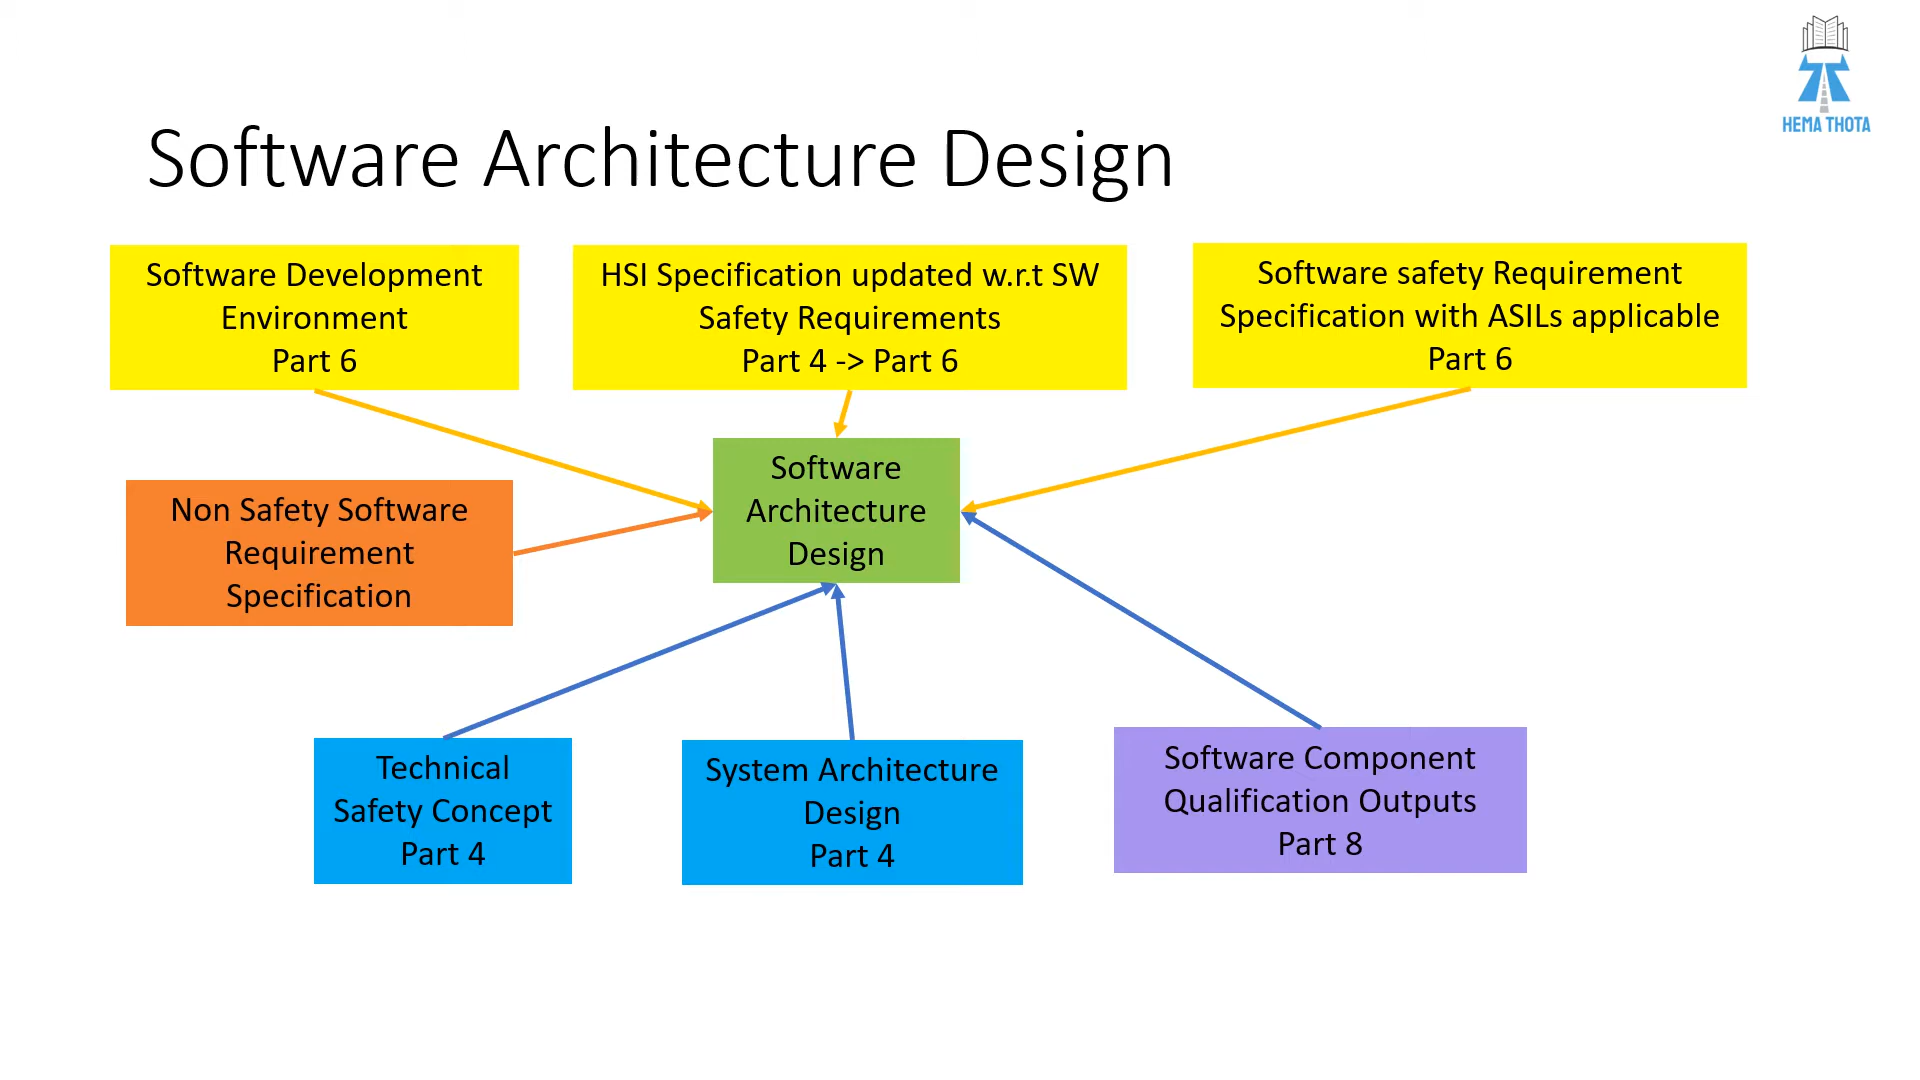 HEMA THOTA
Software Architecture Design
Software Development
Environment
Part 6
HSI Specification updated w.r.t SW
Safety Requirements
Part 4 -> Part 6
Software safety Requirement
Specification with ASILs applicable
Part 6
Software
Architecture
Design
Non Safety Software
Requirement
Specification
Technical
Safety Concept
Part 4
System Architecture
Design
Part 4
Software Component
Qualification Outputs
Part 8